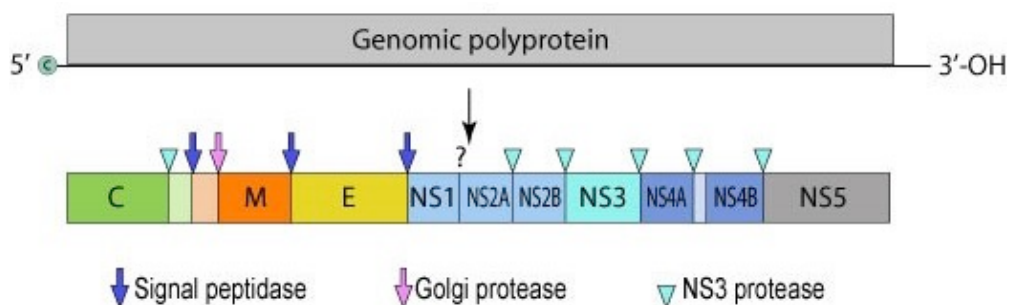 Genomic polyprotein
5′ C 3′-OH
?
C M E NS1 NS2A NS2B NS3 NS4A NS4B NS5
Signal peptidase Golgi protease NS3 protease